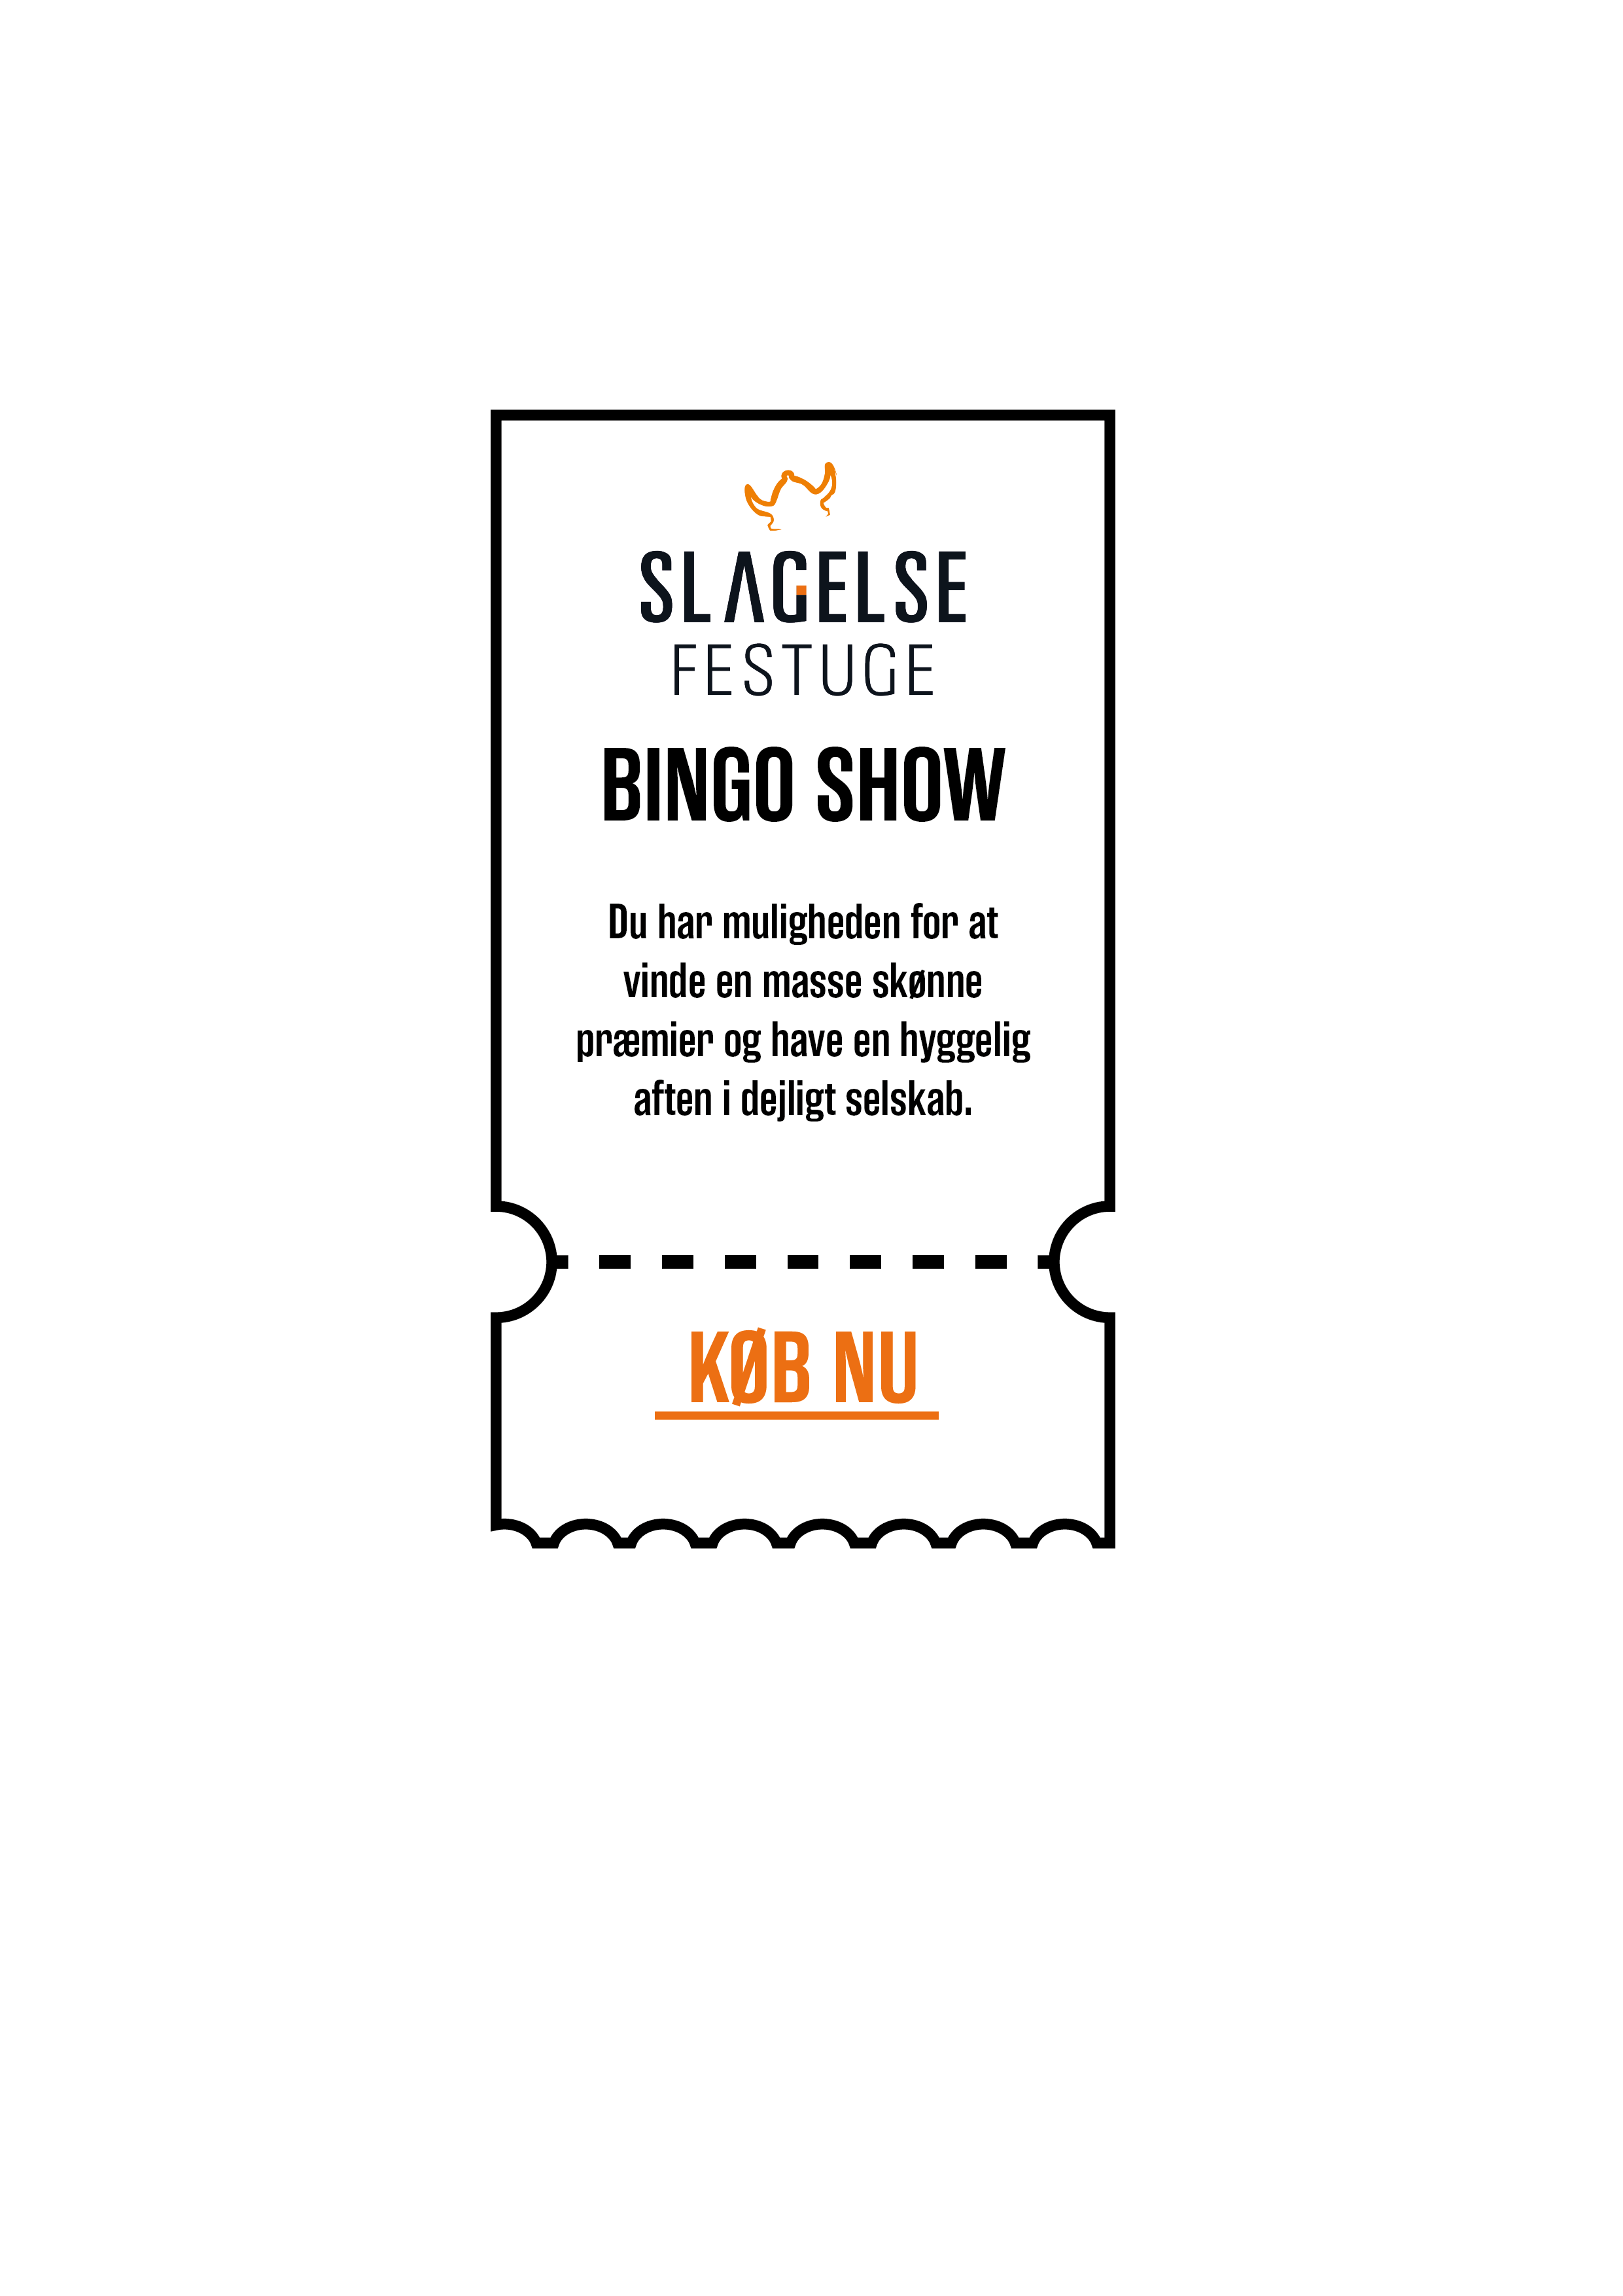 SLAGELSE
FESTUGE
BINGO SHOW
Du har muligheden for at
vinde en masse skønne
præmier og have en hyggelig
aften i dejligt selskab.
KØB NU